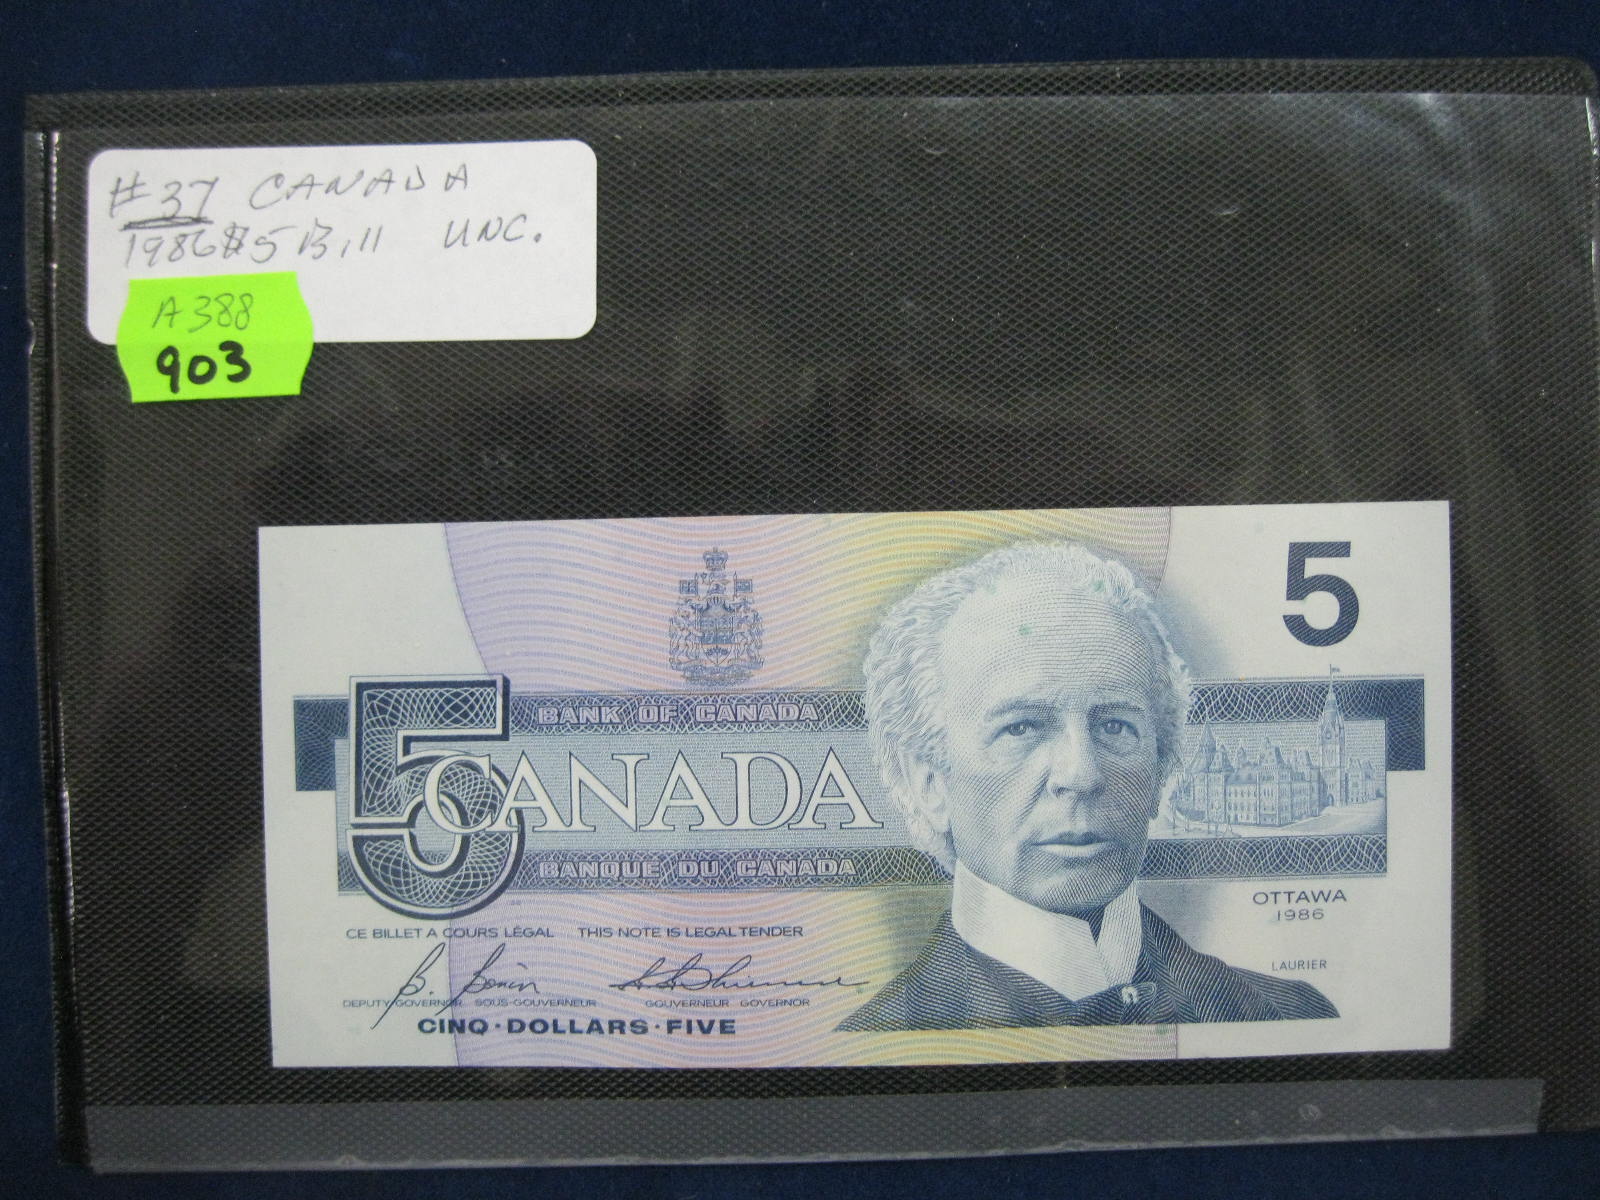 #37 CANADA
1986 $5 Bill UNC.
A388
903
5
BANK OF CANADA
5 CANADA
BANQUE DU CANADA
OTTAWA
1986
CE BILLET A COURS LÉGAL THIS NOTE IS LEGAL TENDER
LAURIER
B. Bonin
DEPUTY GOVERNOR SOUS-GOUVERNEUR GOUVERNEUR GOVERNOR
CINQ·DOLLARS·FIVE